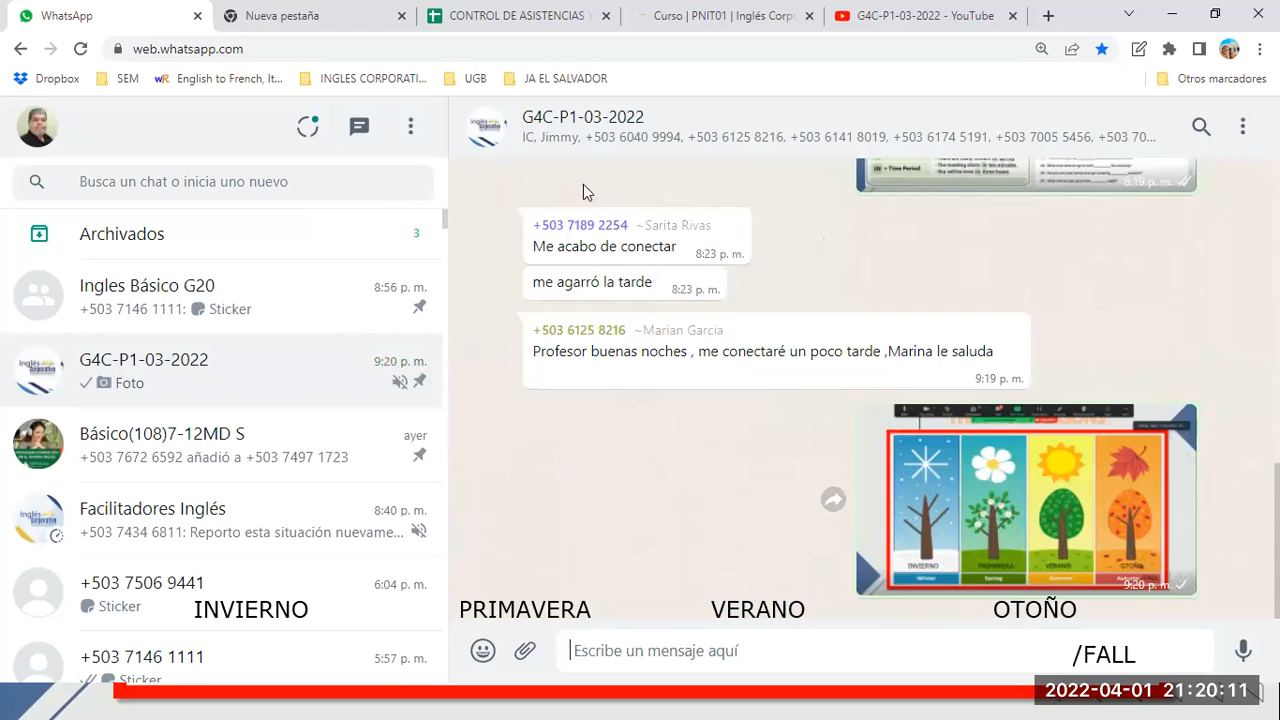 WhatsApp
Nueva pestaña
CONTROL DE ASISTENCIAS Y
Curso | PNITO | Inglés Corpo
G4C-P1-03-2022 - YouTube
web.whatsapp.com
Dropbox
SEM
English to French, It...
INGLES CORPORATI...
UGB
JA EL SALVADOR
Otros marcadores
G4C-P1-03-2022
IC, Jimmy, +503 6040 9994, +503 6125 8216, +503 6141 8019, +503 6174 5191, +503 7005 5456, +503 70...
Busca un chat o inicia uno nuevo
Archivados
3
Ingles Básico G20
8:56 p. m.
+503 7146 1111: Sticker
G4C-P1-03-2022
9:20 p. m.
Foto
Básico(108)7-12MD S
ayer
+503 7672 6592 añadió a +503 7497 1723
Facilitadores Inglés
8:40 p. m.
+503 7434 6811: Reporto esta situación nuevame...
+503 7506 9441
6:04 p. m.
Sticker
+503 7146 1111
5:57 p. m.
Sticker
(IN) + Time Period
8:19 p. m.
+503 7189 2254 ~Sarita Rivas
Me acabo de conectar
8:23 p. m.
me agarró la tarde
8:23 p. m.
+503 6125 8216 ~Marian Garcia
Profesor buenas noches , me conectaré un poco tarde ,Marina le saluda
9:19 p. m.
INVIERNO PRIMAVERA VERANO OTOÑO
Winter Spring Summer Autumn
9:20 p. m.
INVIERNO PRIMAVERA VERANO OTOÑO
Escribe un mensaje aquí
/FALL
2022-04-01 21:20:11